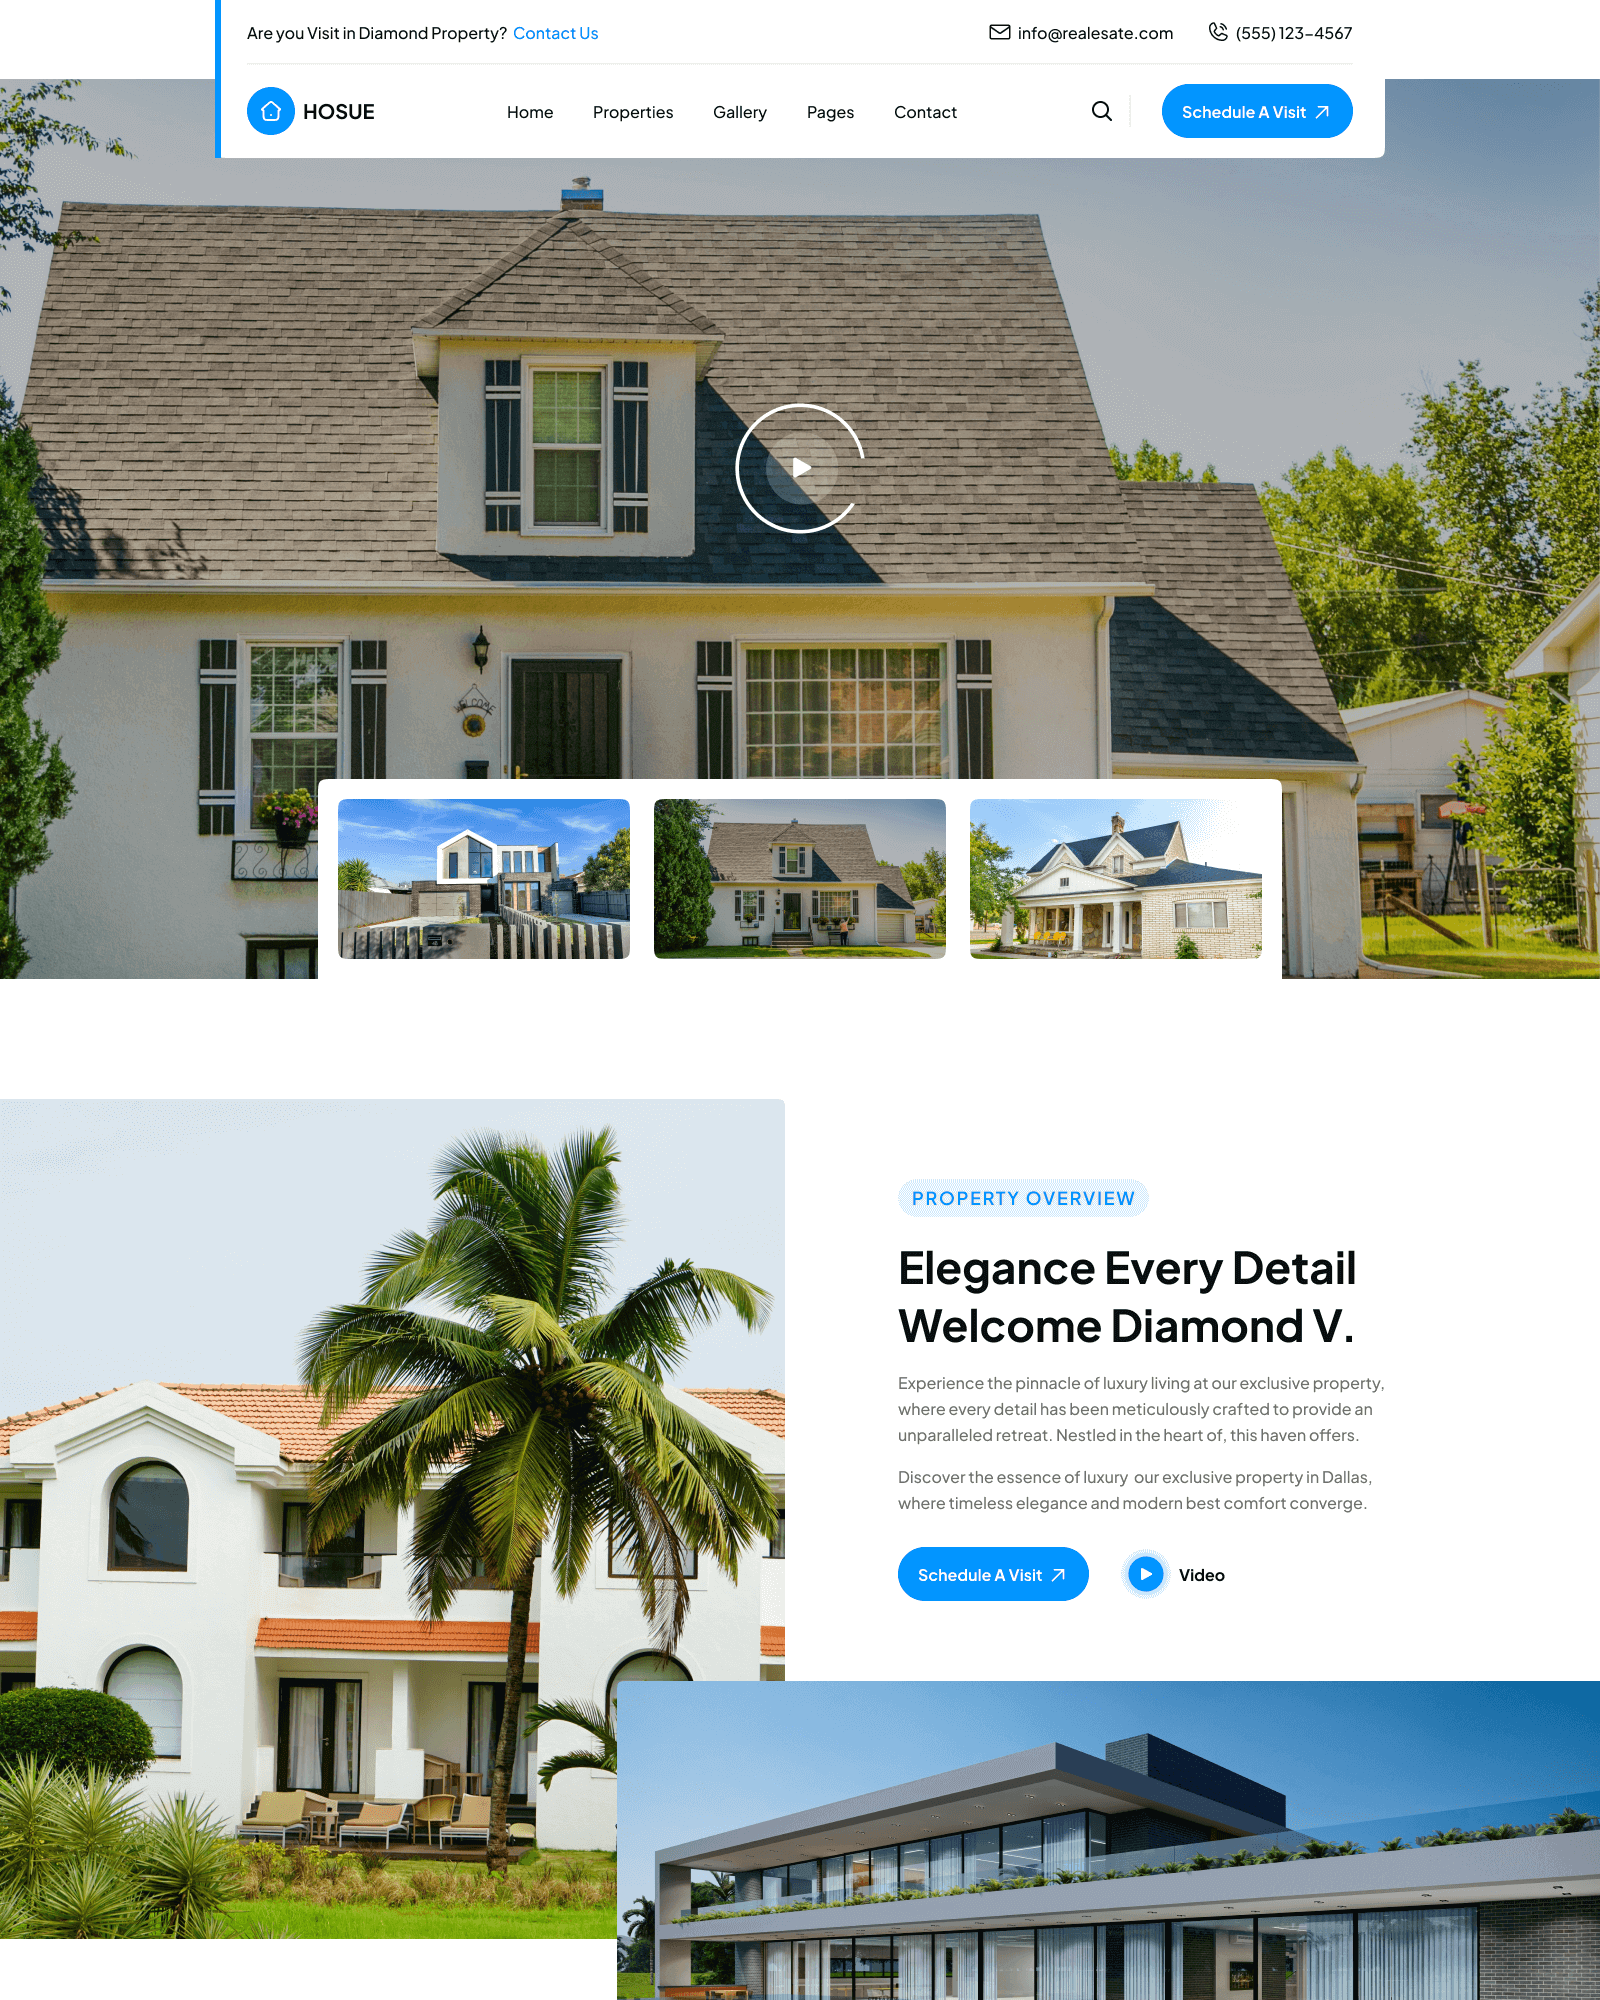 Are you Visit in Diamond Property? Contact Us
info@realesate.com
(555) 123-4567
HOSUE
Home
Properties
Gallery
Pages
Contact
Schedule A Visit
WELCOME
PROPERTY OVERVIEW
Elegance Every Detail
Welcome Diamond V.
Experience the pinnacle of luxury living at our exclusive property,
where every detail has been meticulously crafted to provide an
unparalleled retreat. Nestled in the heart of, this haven offers.
Discover the essence of luxury our exclusive property in Dallas,
where timeless elegance and modern best comfort converge.
Schedule A Visit
Video